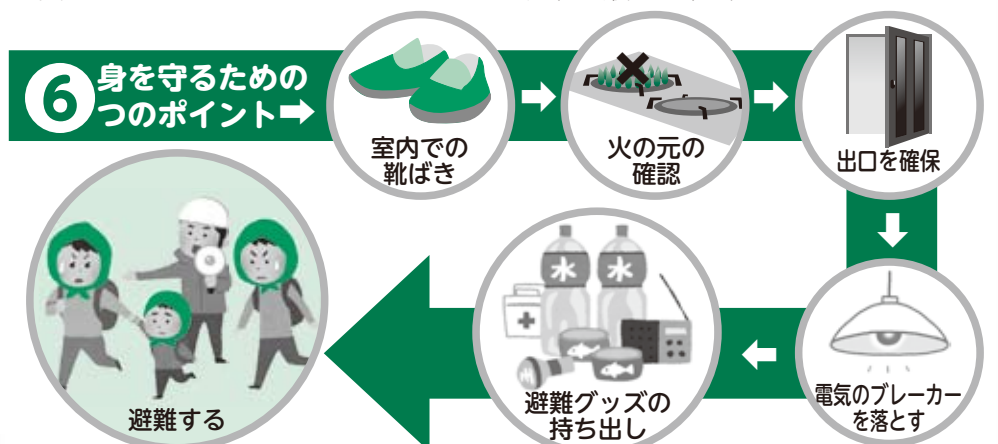 6
身を守るための
つのポイント➡
室内での
靴ばき
火の元の
確認
出口を確保
電気のブレーカー
を落とす
水 水
避難グッズの
持ち出し
避難する